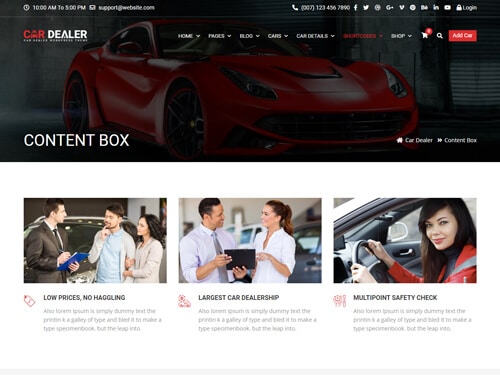 10:00 AM To 5:00 PM support@website.com (007) 123 456 7890 Login
CAR DEALER
CAR DEALER WORDPRESS THEME
HOME PAGES BLOG CARS CAR DETAILS SHORTCODES SHOP 0 Add Car
CONTENT BOX
Car Dealer » Content Box
LOW PRICES, NO HAGGLING
Also lorem Ipsum is simply dummy text the
printin k a galley of type and bled it to make a
type specimenbook. but the leap into.
LARGEST CAR DEALERSHIP
Also lorem Ipsum is simply dummy text the
printin k a galley of type and bled it to make a
type specimenbook. but the leap into.
MULTIPOINT SAFETY CHECK
Also lorem Ipsum is simply dummy text the
printin k a galley of type and bled it to make a
type specimenbook. but the leap into.